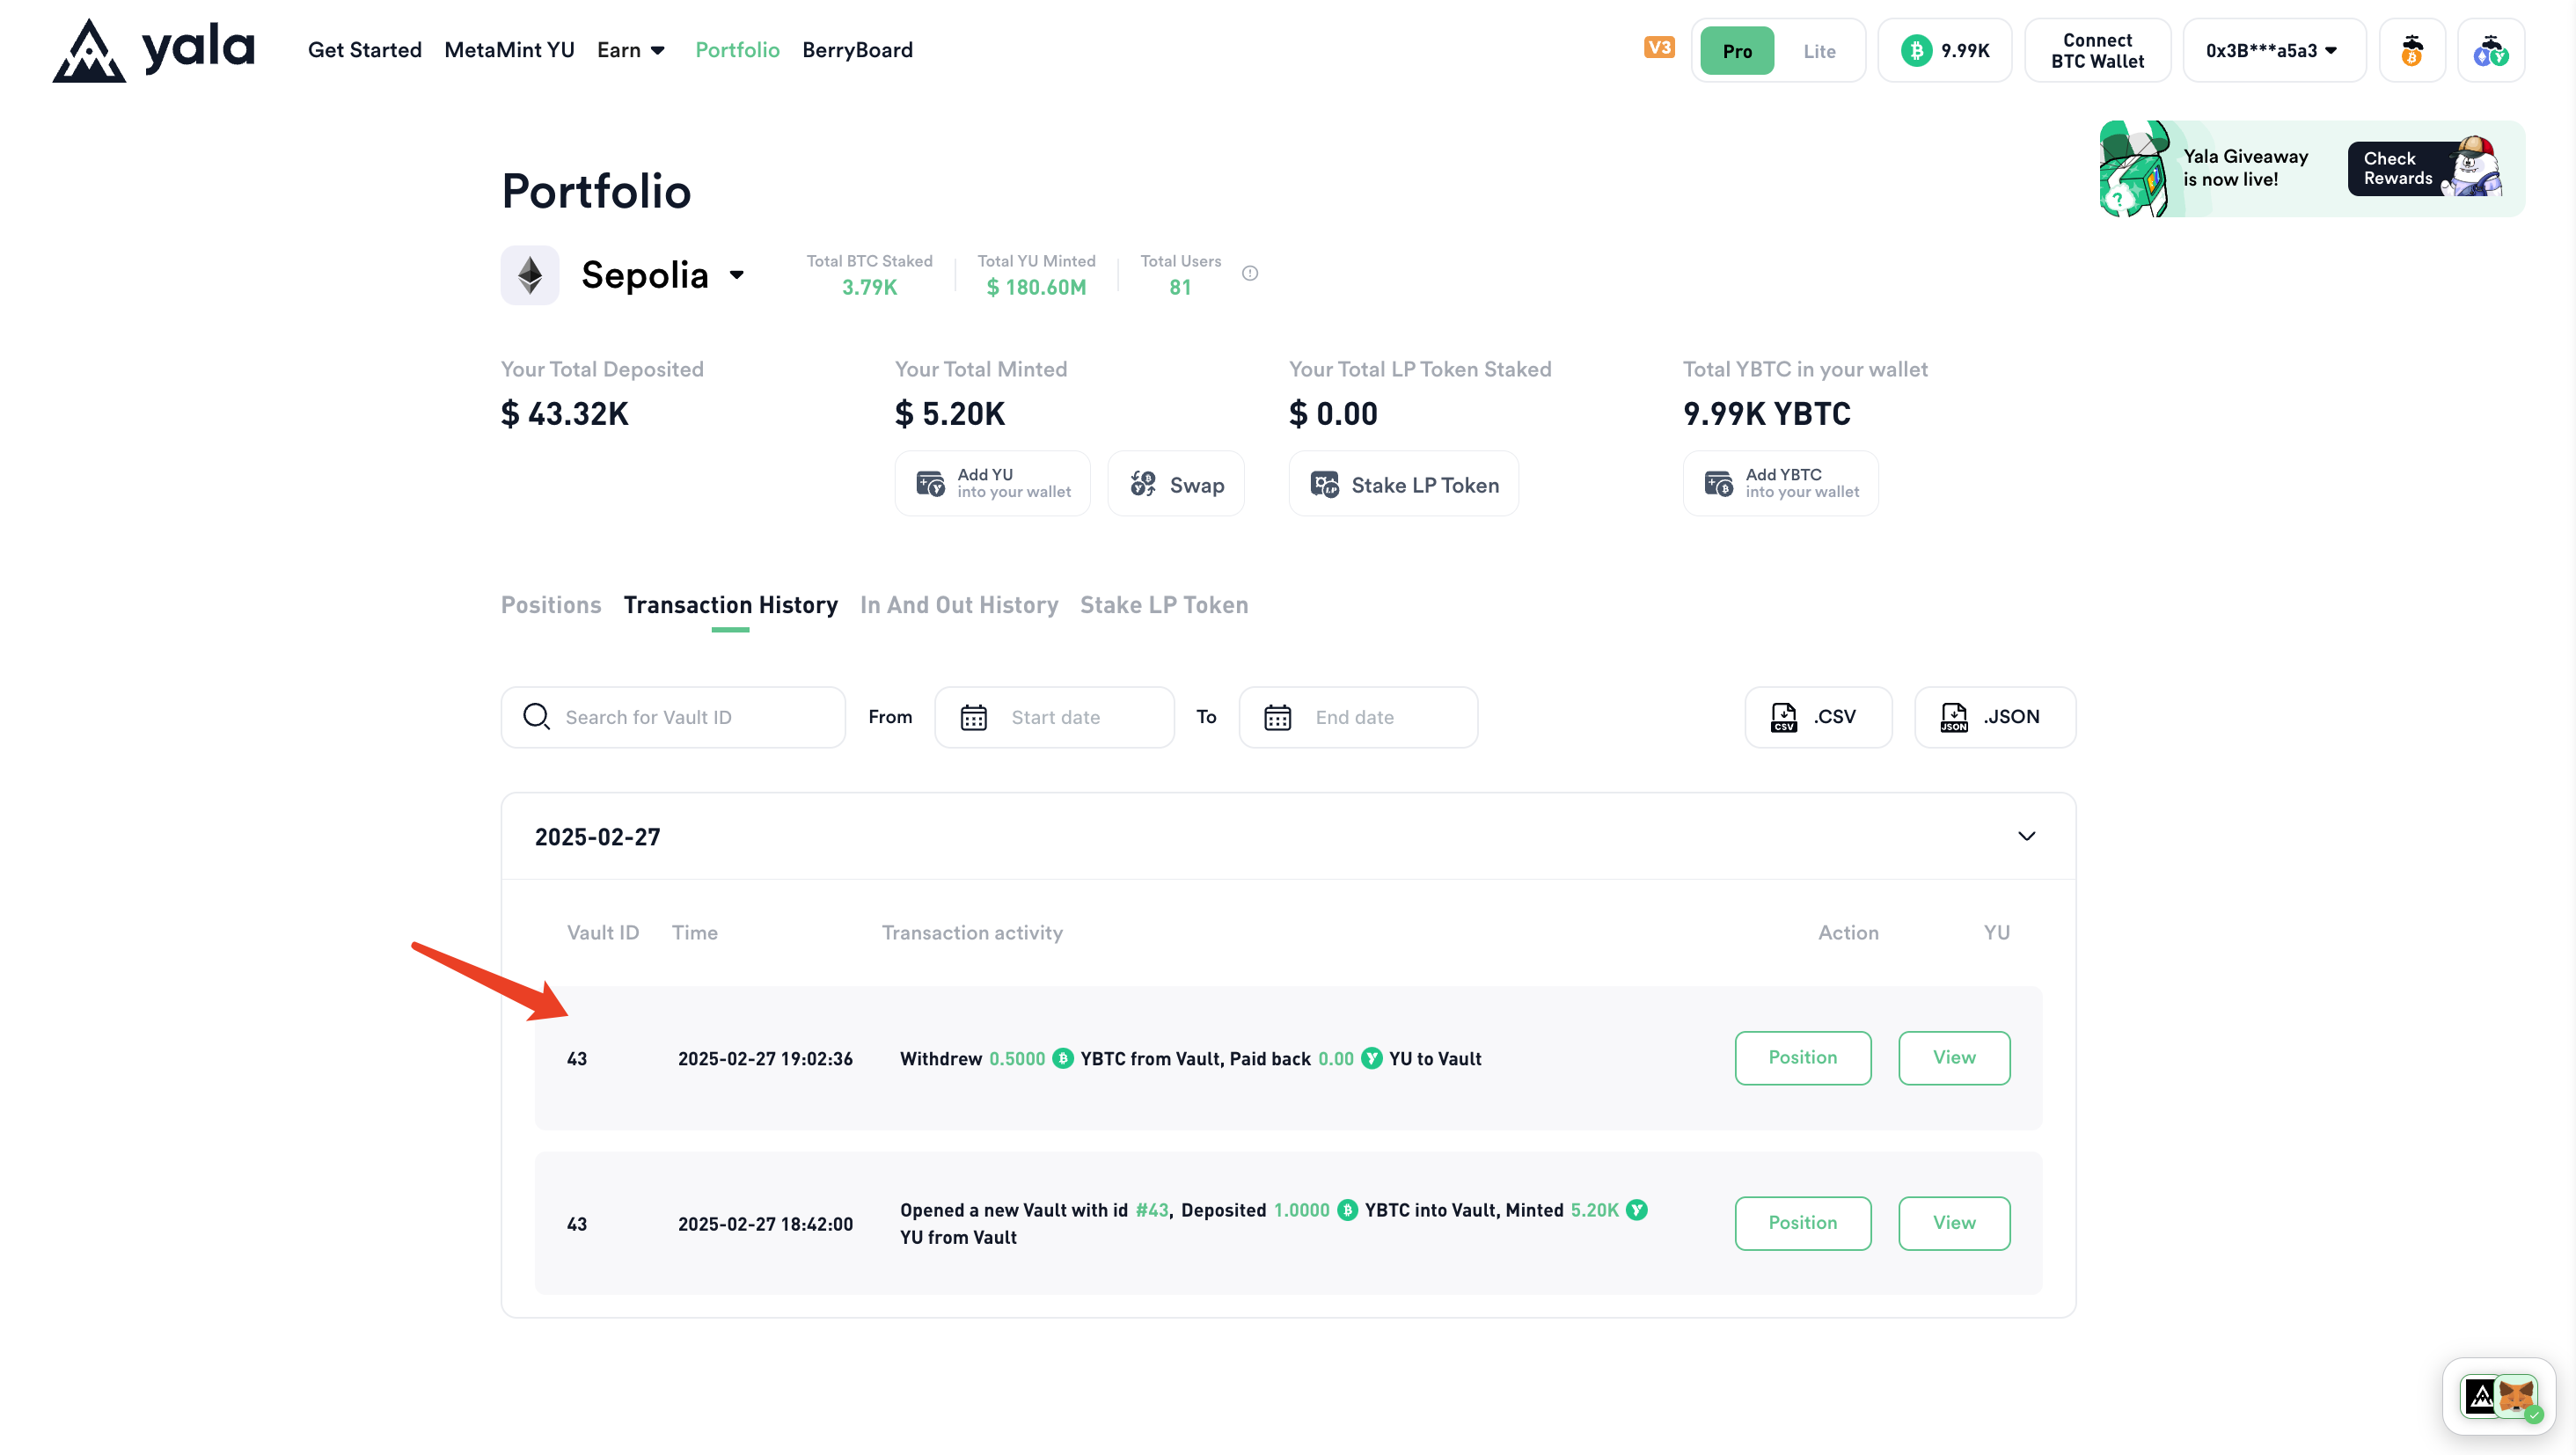 yala
Get Started MetaMint YU Earn Portfolio BerryBoard
V3 Pro Lite 9.99K Connect BTC Wallet 0x3B***a5a3
Yala Giveaway
is now live!
Check
Rewards
Portfolio
Sepolia
Total BTC Staked
3.79K
Total YU Minted
$ 180.60M
Total Users
81
Your Total Deposited
$ 43.32K
Your Total Minted
$ 5.20K
Add YU
into your wallet
Swap
Your Total LP Token Staked
$ 0.00
Stake LP Token
Total YBTC in your wallet
9.99K YBTC
Add YBTC
into your wallet
Positions Transaction History In And Out History Stake LP Token
Search for Vault ID From Start date To End date CSV .CSV JSON .JSON
2025-02-27
Vault ID Time Transaction activity Action YU
43 2025-02-27 19:02:36 Withdrew 0.5000 YBTC from Vault, Paid back 0.00 YU to Vault Position View
43 2025-02-27 18:42:00 Opened a new Vault with id #43, Deposited 1.0000 YBTC into Vault, Minted 5.20K
YU from Vault Position View